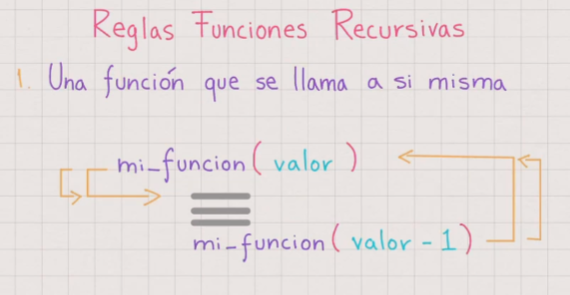 Reglas Funciones Recursivas
1. Una función que se llama a si misma
mi_funcion( valor )
mi_funcion( valor - 1 )